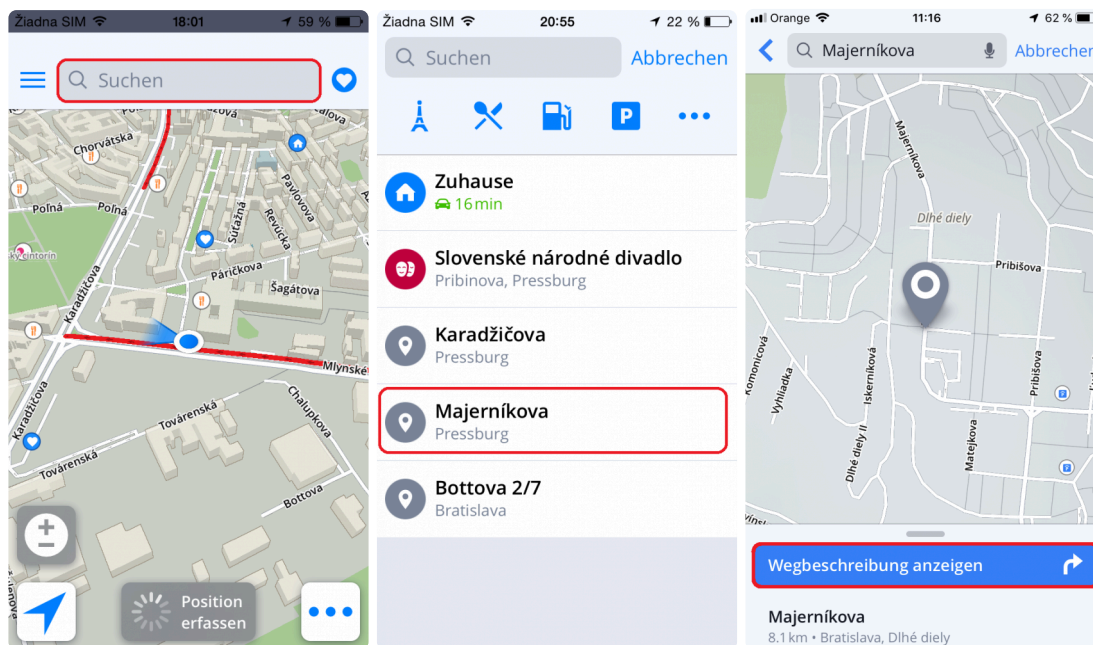 Žiadna SIM 18:01 59 %
Suchen
Chorvátska
Poľná
Poľná
Karadžičova
Súťažná
Revúcka
Pavlovova
Páričkova
Šagátova
Mlynské
Karadžičova
Továrenská
Továrenská
Chalupkova
Bottova
Position
erfassen
Žiadna SIM 20:55 22 %
Suchen Abbrechen
P
Zuhause
16 min
Slovenské národné divadlo
Pribinova, Pressburg
Karadžičova
Pressburg
Majerníkova
Pressburg
Bottova 2/7
Bratislava
Orange 11:16 62 %
Majerníkova Abbrechen
Majerníkova
Dlhé diely
Pribišova
Vyhliadka
Iskerníková
Pribišova
Dlhé diely II
Matejkova
Wegbeschreibung anzeigen
Majerníkova
8.1 km • Bratislava, Dlhé diely